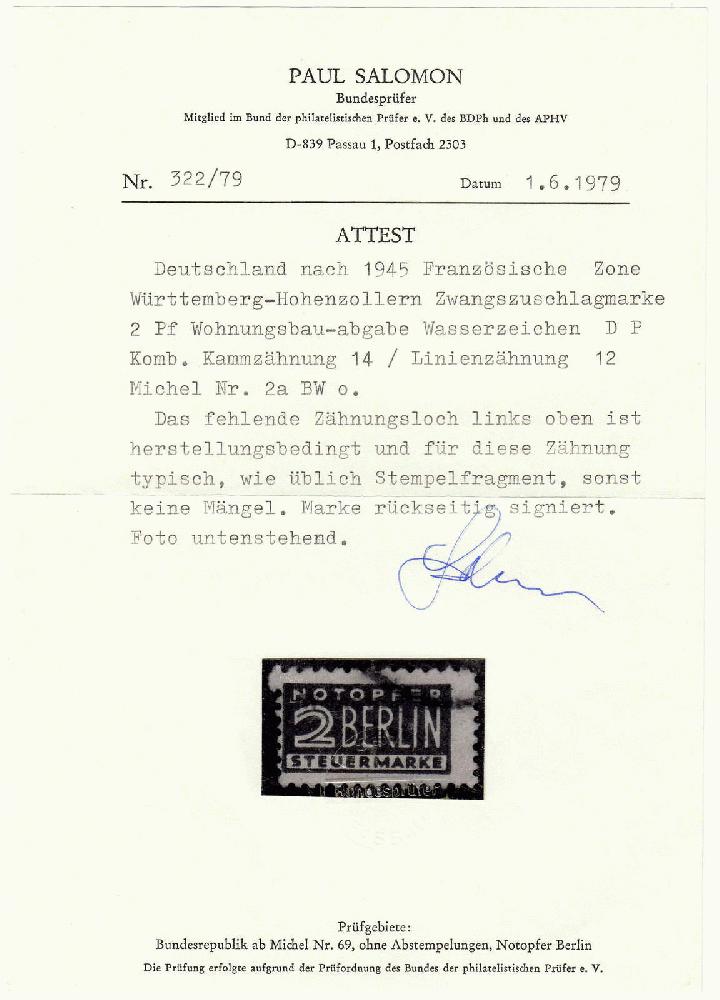 PAUL SALOMON
Bundesprüfer
Mitglied im Bund der philatelistischen Prüfer e. V. des BDPh und des APHV
D-839 Passau 1, Postfach 2303
Nr. 322/79 Datum 1.6.1979
ATTEST
Deutschland nach 1945 Französische Zone
Württemberg-Hohenzollern Zwangszuschlagmarke
2 Pf Wohnungsbau-abgabe Wasserzeichen D P
Komb. Kammzähnung 14 / Linienzähnung 12
Michel Nr. 2a BW o.
Das fehlende Zähnungsloch links oben ist
herstellungsbedingt und für diese Zähnung
typisch, wie üblich Stempelfragment, sonst
keine Mängel. Marke rückseitig signiert.
Foto untenstehend.
NOTOPFER
2 BERLIN
STEUERMARKE
Bundesprüfer
Prüfgebiete:
Bundesrepublik ab Michel Nr. 69, ohne Abstempelungen, Notopfer Berlin
Die Prüfung erfolgte aufgrund der Prüfordnung des Bundes der philatelistischen Prüfer e. V.